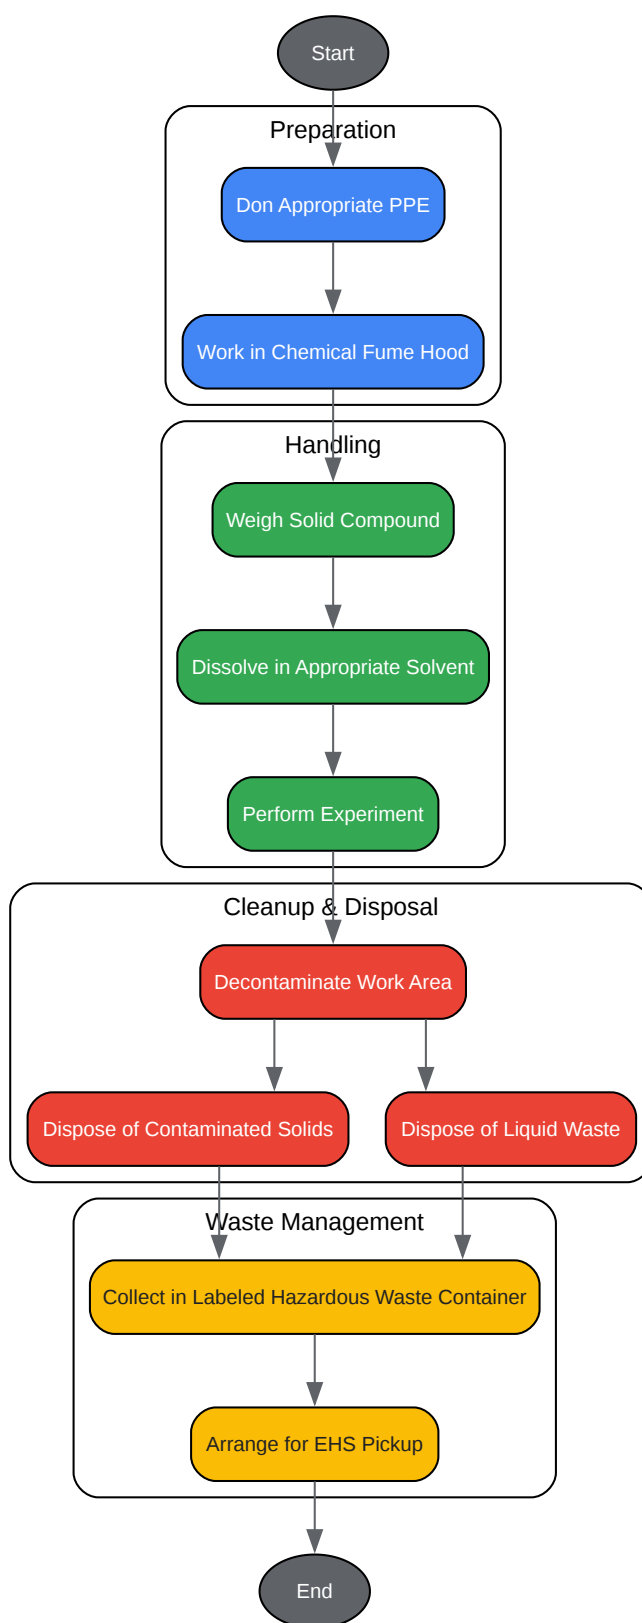 Start
Preparation
Don Appropriate PPE
Work in Chemical Fume Hood
Handling
Weigh Solid Compound
Dissolve in Appropriate Solvent
Perform Experiment
Cleanup & Disposal
Decontaminate Work Area
Dispose of Contaminated Solids
Dispose of Liquid Waste
Waste Management
Collect in Labeled Hazardous Waste Container
Arrange for EHS Pickup
End